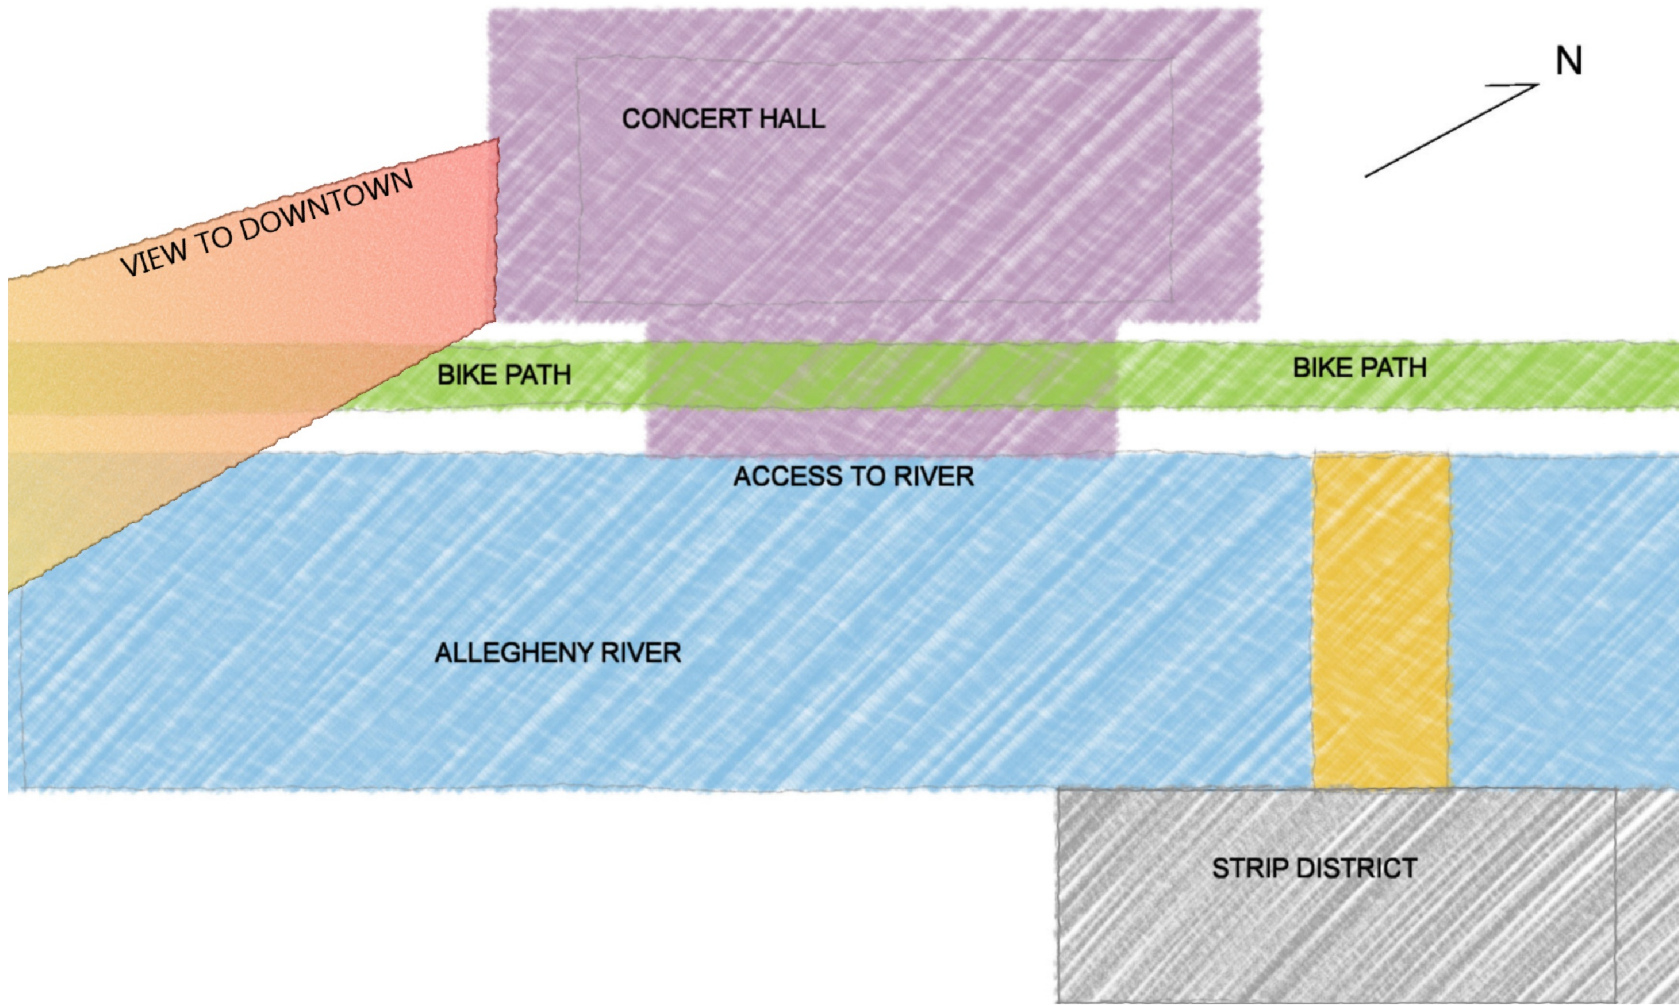 N
CONCERT HALL
VIEW TO DOWNTOWN
BIKE PATH
BIKE PATH
ACCESS TO RIVER
ALLEGHENY RIVER
STRIP DISTRICT